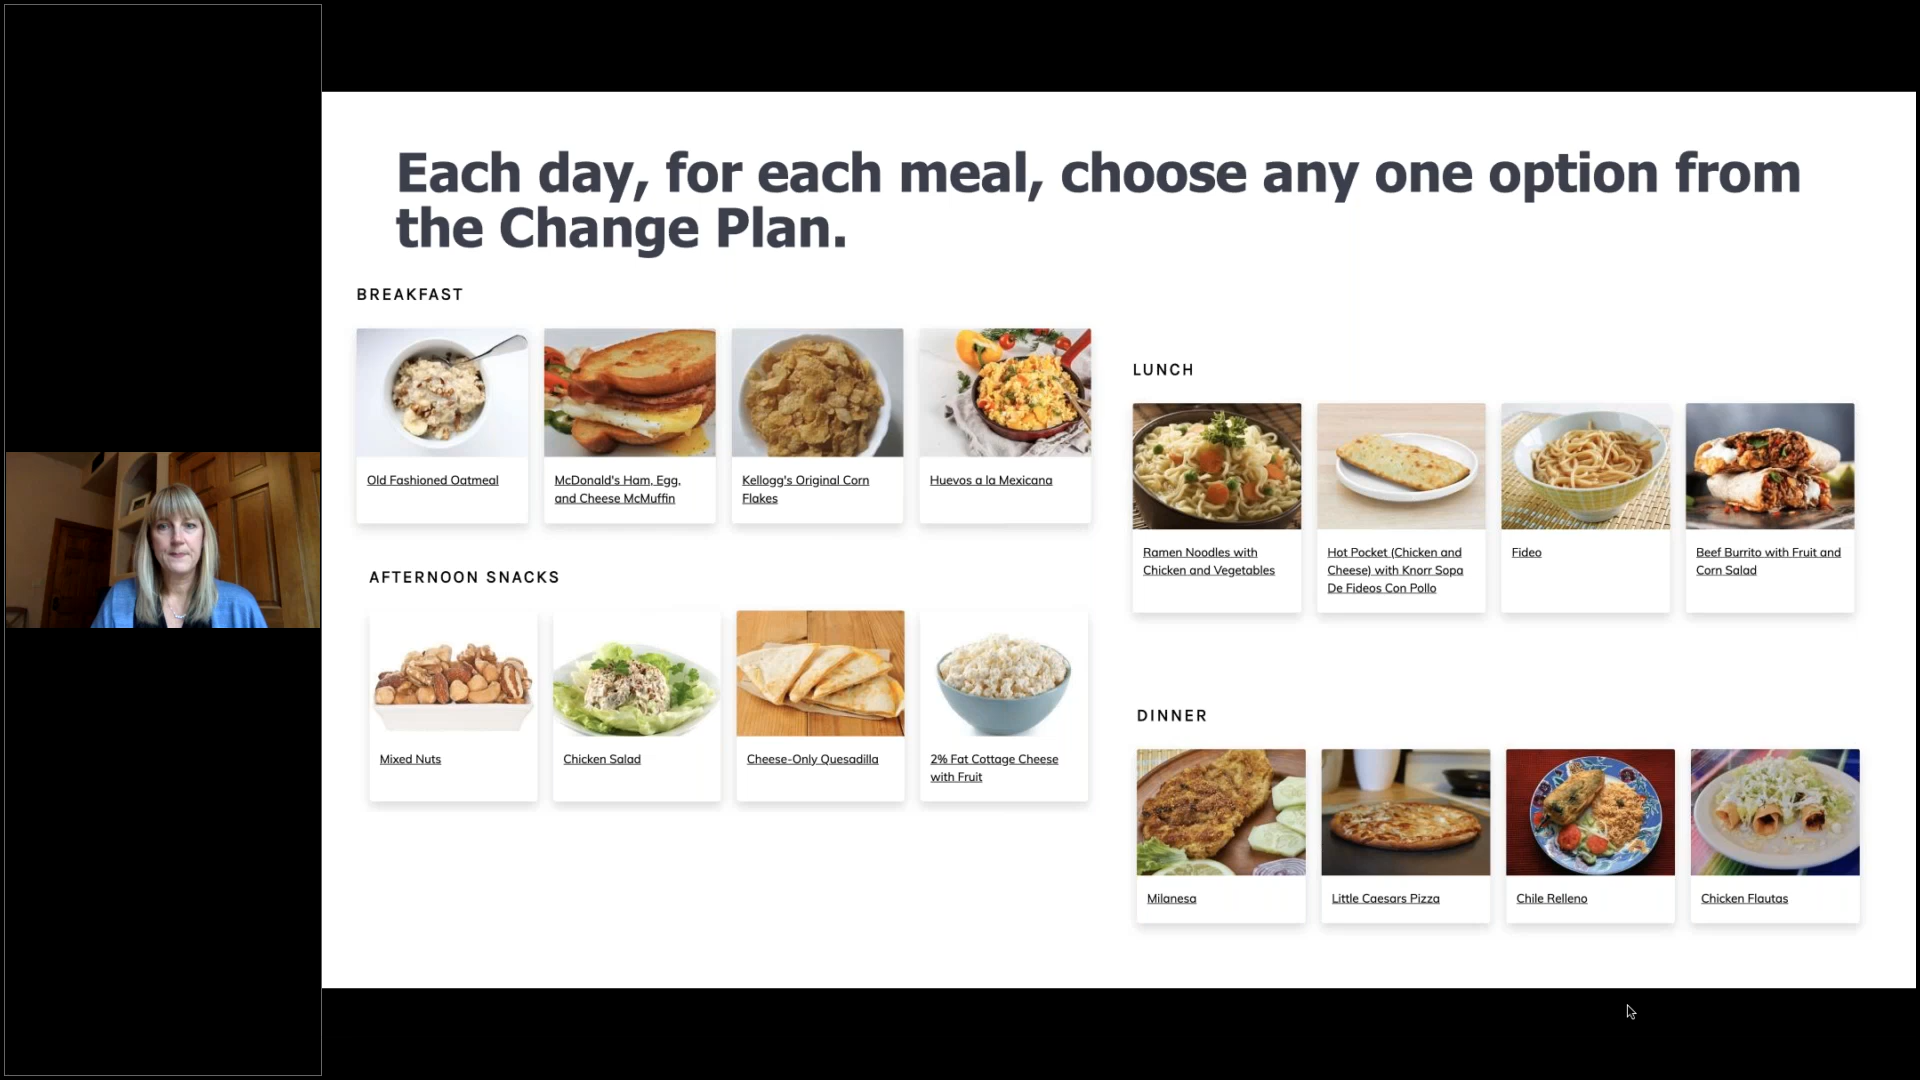 Each day, for each meal, choose any one option from
the Change Plan.
BREAKFAST
Old Fashioned Oatmeal
McDonald's Ham, Egg,
and Cheese McMuffin
Kellogg's Original Corn
Flakes
Huevos a la Mexicana
AFTERNOON SNACKS
Mixed Nuts
Chicken Salad
Cheese-Only Quesadilla
2% Fat Cottage Cheese
with Fruit
LUNCH
Ramen Noodles with
Chicken and Vegetables
Hot Pocket (Chicken and
Cheese) with Knorr Sopa
De Fideos Con Pollo
Fideo
Beef Burrito with Fruit and
Corn Salad
DINNER
Milanesa
Little Caesars Pizza
Chile Relleno
Chicken Flautas